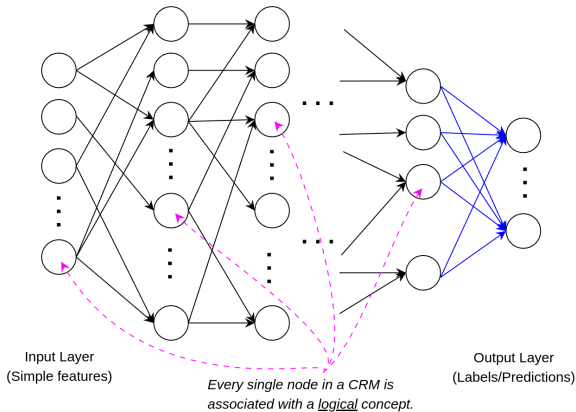 Input Layer
(Simple features)
Output Layer
(Labels/Predictions)
Every single node in a CRM is
associated with a logical concept.